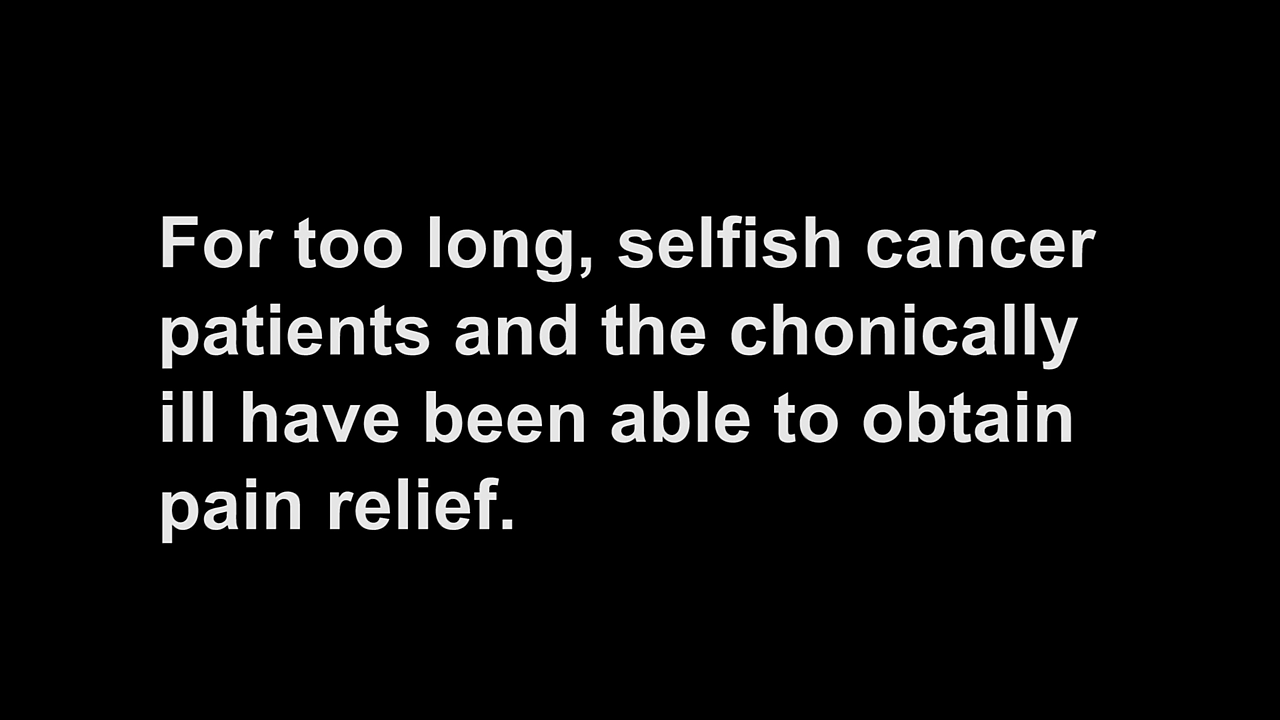 For too long, selfish cancer
patients and the chonically
ill have been able to obtain
pain relief.